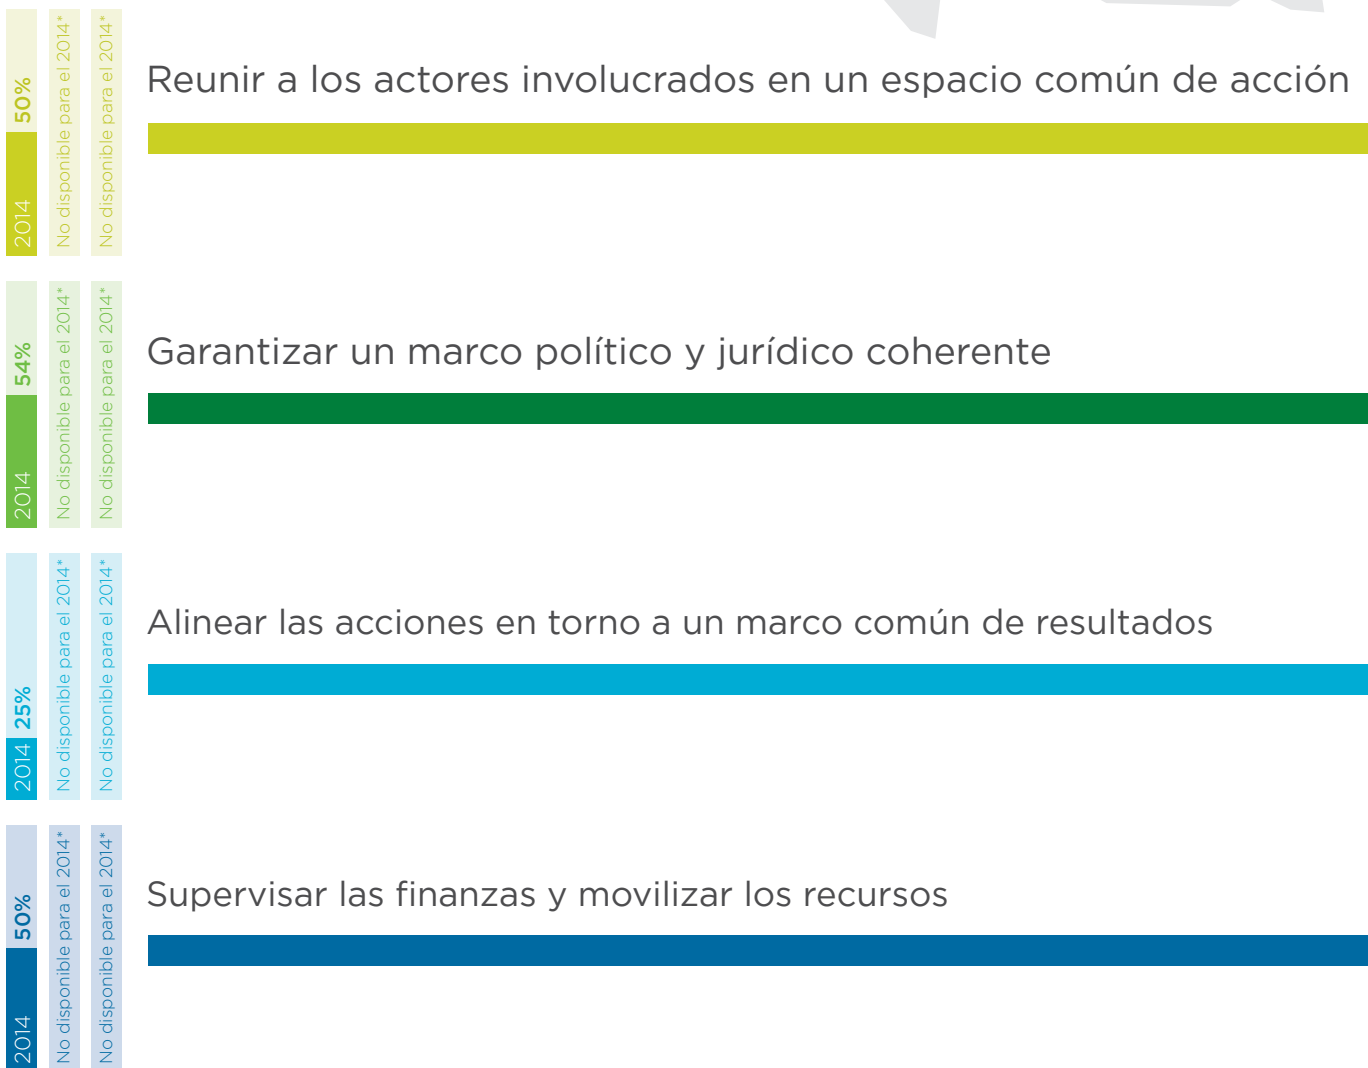 2014 50%
No disponible para el 2014*
No disponible para el 2014*
Reunir a los actores involucrados en un espacio común de acción
2014 54%
No disponible para el 2014*
No disponible para el 2014*
Garantizar un marco político y jurídico coherente
2014 25%
No disponible para el 2014*
No disponible para el 2014*
Alinear las acciones en torno a un marco común de resultados
2014 50%
No disponible para el 2014*
No disponible para el 2014*
Supervisar las finanzas y movilizar los recursos